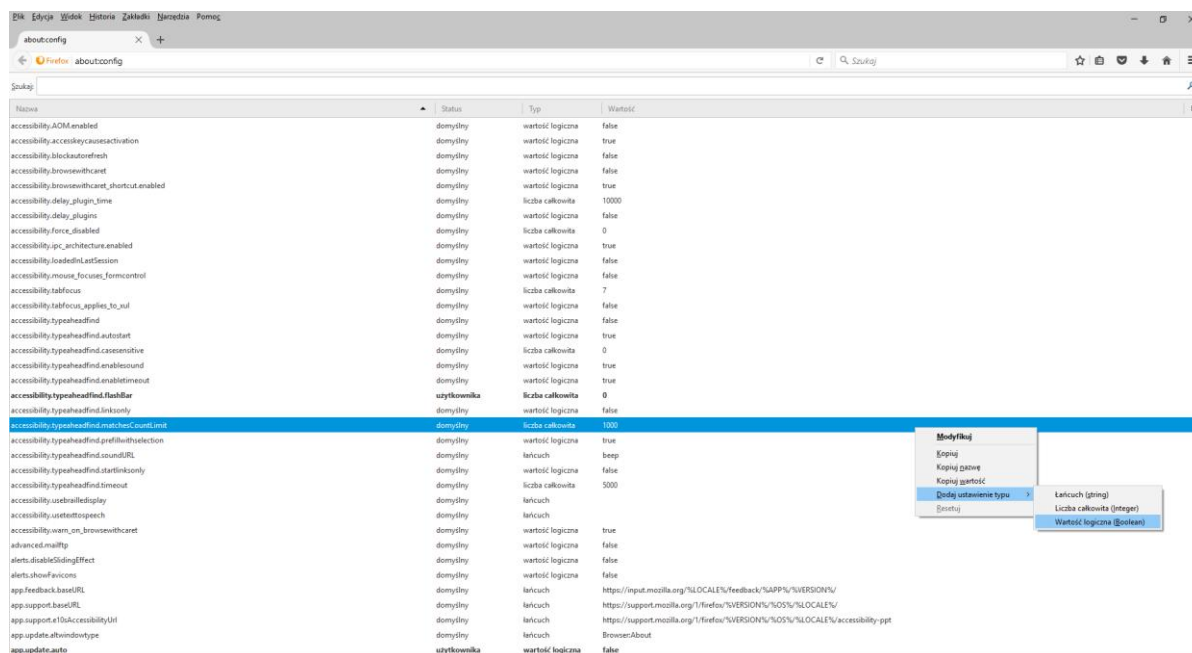 Plik Edycja Widok Historia Zakładki Narzędzia Pomoc
about:config
Firefox about:config Szukaj
Szukaj:
Nazwa Status Typ Wartość
accessibility.AOM.enabled domyślny wartość logiczna false
accessibility.accesskeycausesactivation domyślny wartość logiczna true
accessibility.blockautorefresh domyślny wartość logiczna false
accessibility.browsewithcaret domyślny wartość logiczna false
accessibility.browsewithcaret_shortcut.enabled domyślny wartość logiczna true
accessibility.delay_plugin_time domyślny liczba całkowita 10000
accessibility.delay_plugins domyślny wartość logiczna false
accessibility.force_disabled domyślny liczba całkowita 0
accessibility.ipc_architecture.enabled domyślny wartość logiczna true
accessibility.loadedInLastSession domyślny wartość logiczna false
accessibility.mouse_focuses_formcontrol domyślny wartość logiczna false
accessibility.tabfocus domyślny liczba całkowita 7
accessibility.tabfocus_applies_to_xul domyślny wartość logiczna false
accessibility.typeaheadfind domyślny wartość logiczna false
accessibility.typeaheadfind.autostart domyślny wartość logiczna true
accessibility.typeaheadfind.casesensitive domyślny liczba całkowita 0
accessibility.typeaheadfind.enablesound domyślny wartość logiczna true
accessibility.typeaheadfind.enabletimeout domyślny wartość logiczna true
accessibility.typeaheadfind.flashBar użytkownika liczba całkowita 0
accessibility.typeaheadfind.linksonly domyślny wartość logiczna false
accessibility.typeaheadfind.matchesCountLimit domyślny liczba całkowita 1000
accessibility.typeaheadfind.prefillwithselection domyślny wartość logiczna true
accessibility.typeaheadfind.soundURL domyślny łańcuch beep
accessibility.typeaheadfind.startlinksonly domyślny wartość logiczna false
accessibility.typeaheadfind.timeout domyślny liczba całkowita 5000
accessibility.usebrailledisplay domyślny łańcuch
accessibility.usetexttospeech domyślny łańcuch
accessibility.warn_on_browsewithcaret domyślny wartość logiczna true
advanced.mailftp domyślny wartość logiczna false
alerts.disableSlidingEffect domyślny wartość logiczna false
alerts.showFavicons domyślny wartość logiczna false
app.feedback.baseURL domyślny łańcuch https://input.mozilla.org/%LOCALE%/feedback/%APP%/%VERSION%/
app.support.baseURL domyślny łańcuch https://support.mozilla.org/1/firefox/%VERSION%/%OS%/%LOCALE%/
app.support.e10sAccessibilityUrl domyślny łańcuch https://support.mozilla.org/1/firefox/%VERSION%/%OS%/%LOCALE%/accessibility-ppt
app.update.altwindowtype domyślny łańcuch Browser:About
app.update.auto użytkownika wartość logiczna false
Modyfikuj
Kopiuj
Kopiuj nazwę
Kopiuj wartość
Dodaj ustawienie typu
Resetuj
Łańcuch (string)
Liczba całkowita (Integer)
Wartość logiczna (Boolean)